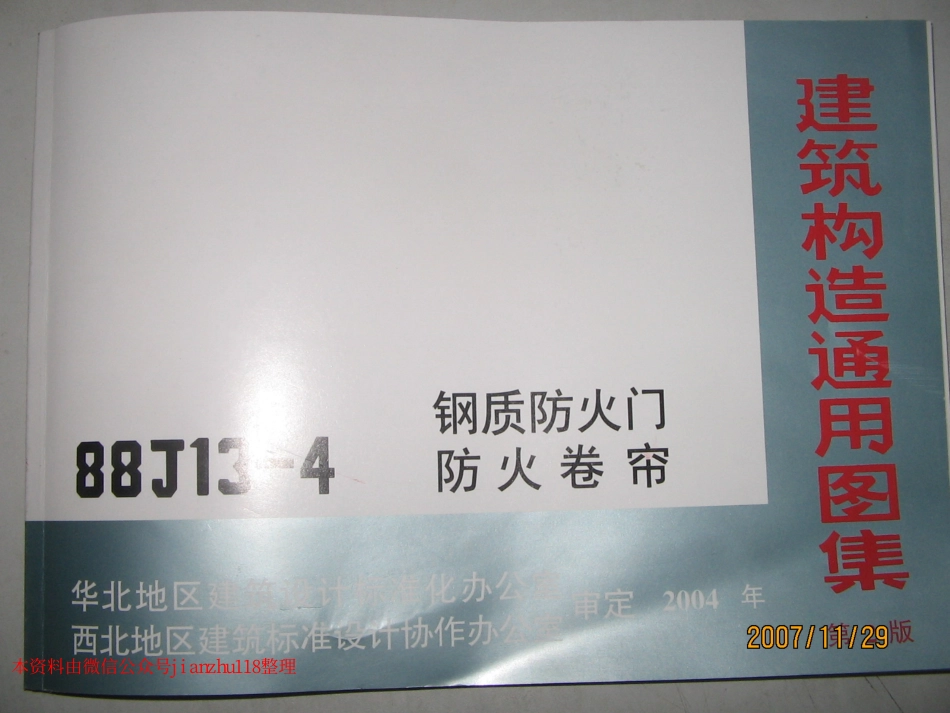 建筑构造通用图集
88J13-4
钢质防火门
防火卷帘
华北地区建筑设计标准化办公室
西北地区建筑标准设计协作办公室
审定 2004 年
第 版
2007/11/29
本资料由微信公众号jianzhu118整理